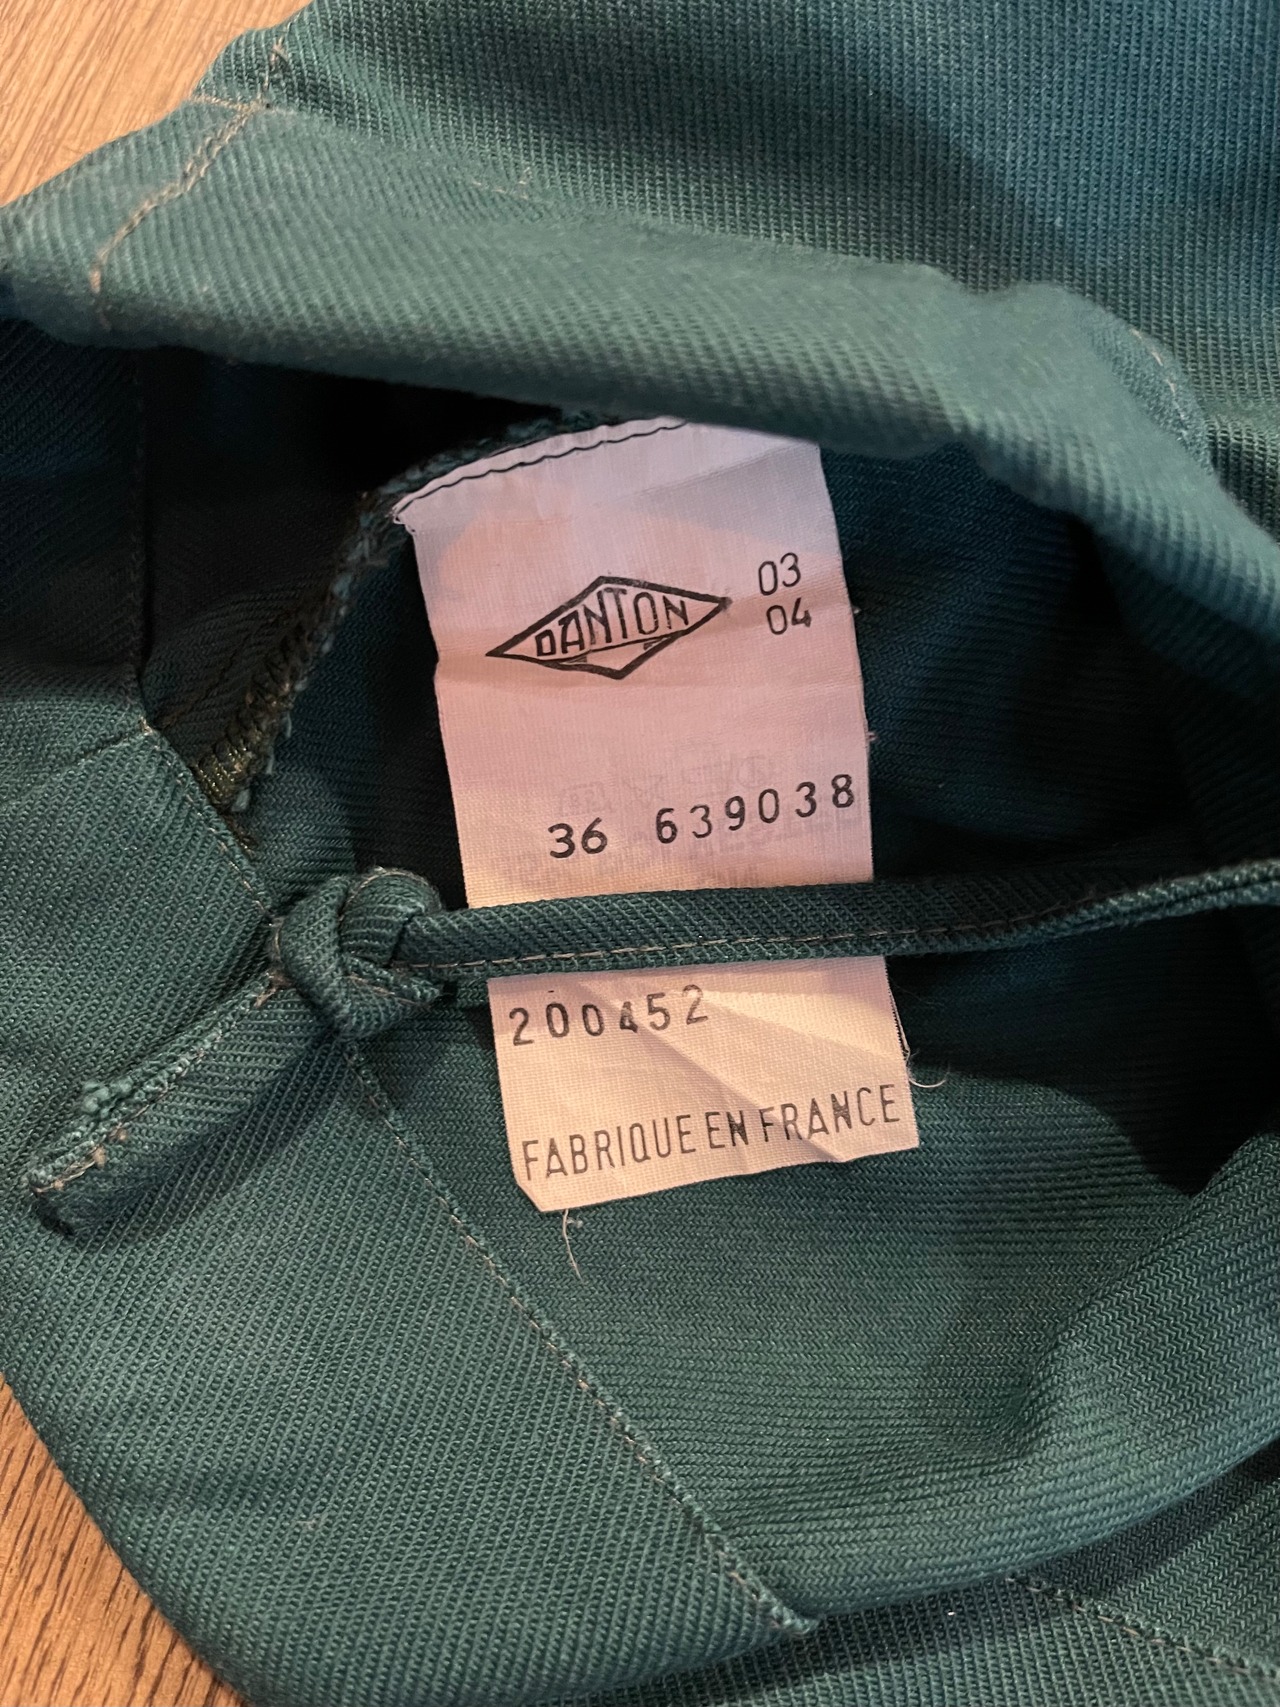 DANTON
03
04
36 639038
200452
FABRIQUE EN FRANCE